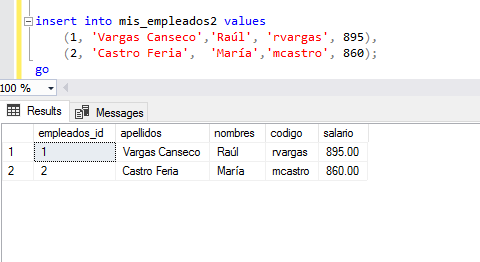 insert into mis_empleados2 values
(1, 'Vargas Canseco','Raúl', 'rvargas', 895),
(2, 'Castro Feria', 'María','mcastro', 860);
go
100 %
Results Messages
empleados_id apellidos nombres codigo salario
1 1 Vargas Canseco Raúl rvargas 895.00
2 2 Castro Feria María mcastro 860.00